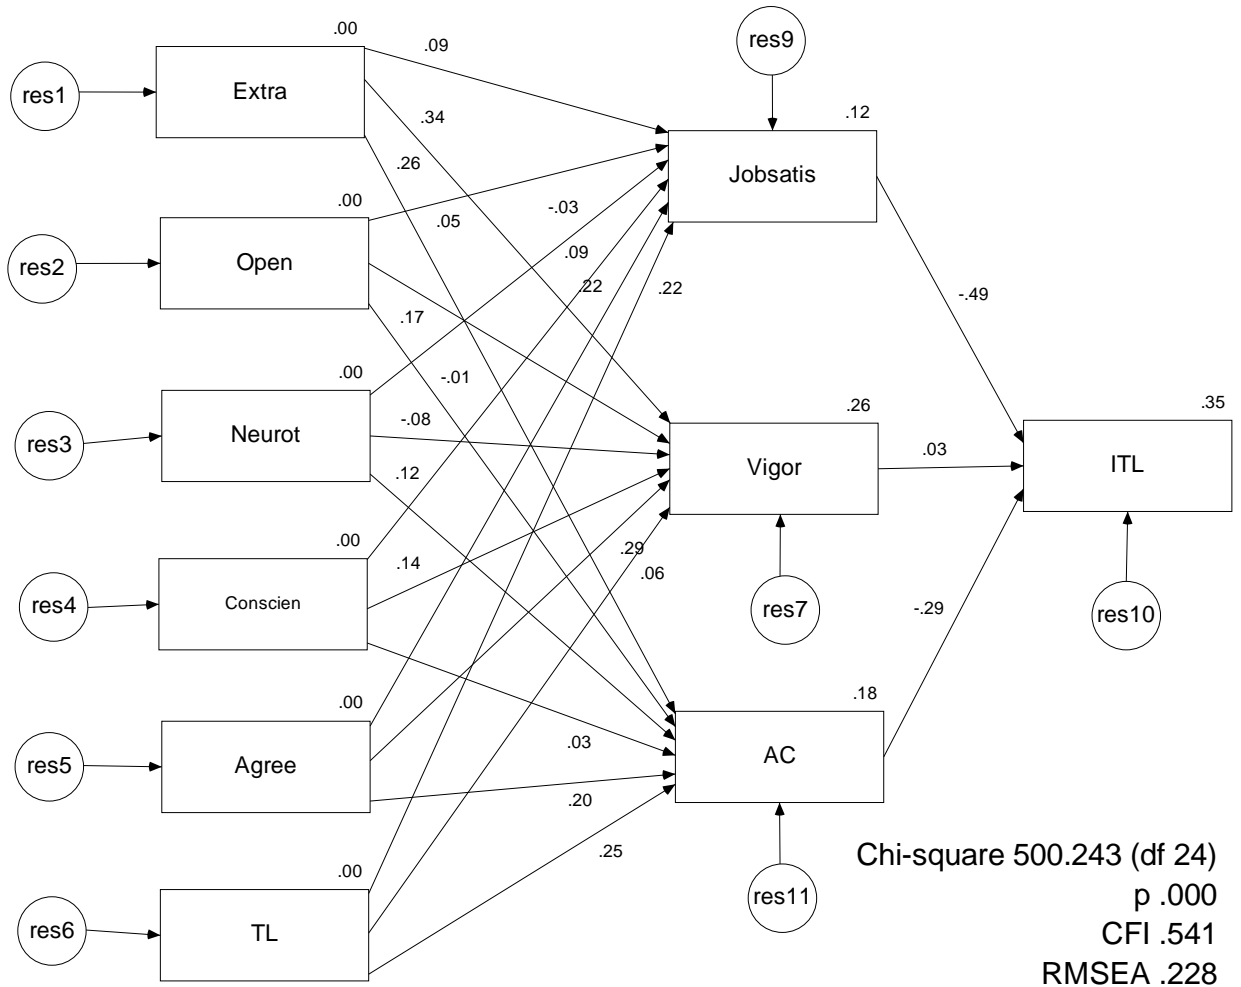 .00
.09
res9
res1
Extra
.34
.12
.26
Jobsatis
.00
-.03
.05
res2
Open
.09
.22
.22
-.49
.17
.00
-.01
.26
.35
res3
Neurot
-.08
.03
Vigor
ITL
.12
.00
.29
.14
.06
res4
Conscien
res7
-.29
res10
.00
.18
.03
res5
Agree
AC
.20
.25
.00
Chi-square 500.243 (df 24)
res11
p .000
res6
TL
CFI .541
RMSEA .228